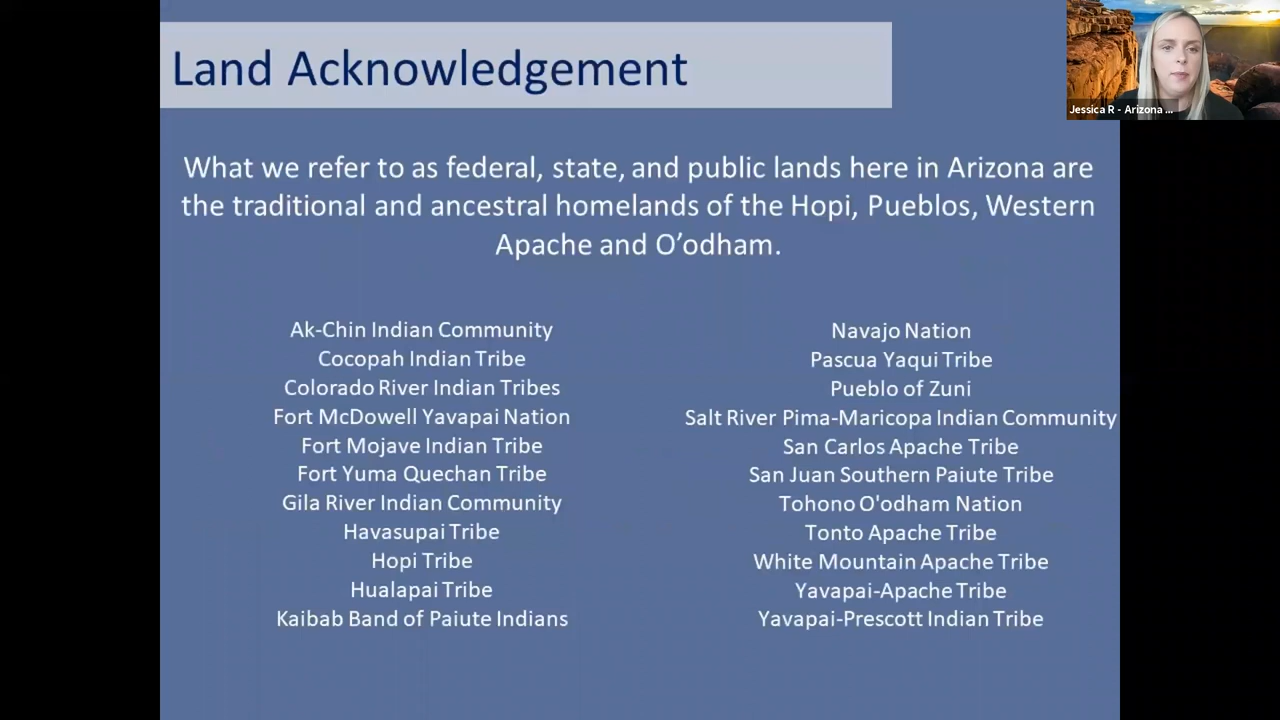 Land Acknowledgement
Jessica R - Arizona ...
What we refer to as federal, state, and public lands here in Arizona are
the traditional and ancestral homelands of the Hopi, Pueblos, Western
Apache and O’odham.
Ak-Chin Indian Community
Cocopah Indian Tribe
Colorado River Indian Tribes
Fort McDowell Yavapai Nation
Fort Mojave Indian Tribe
Fort Yuma Quechan Tribe
Gila River Indian Community
Havasupai Tribe
Hopi Tribe
Hualapai Tribe
Kaibab Band of Paiute Indians
Navajo Nation
Pascua Yaqui Tribe
Pueblo of Zuni
Salt River Pima-Maricopa Indian Community
San Carlos Apache Tribe
San Juan Southern Paiute Tribe
Tohono O'odham Nation
Tonto Apache Tribe
White Mountain Apache Tribe
Yavapai-Apache Tribe
Yavapai-Prescott Indian Tribe